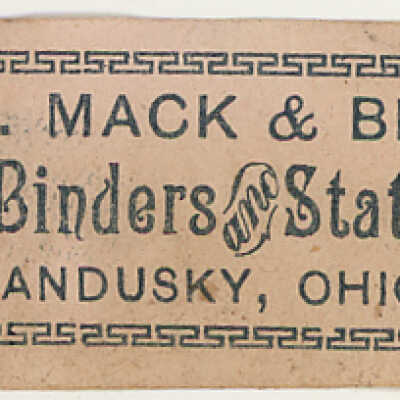 . MACK & B
Binders and Stat
ANDUSKY, OHIO